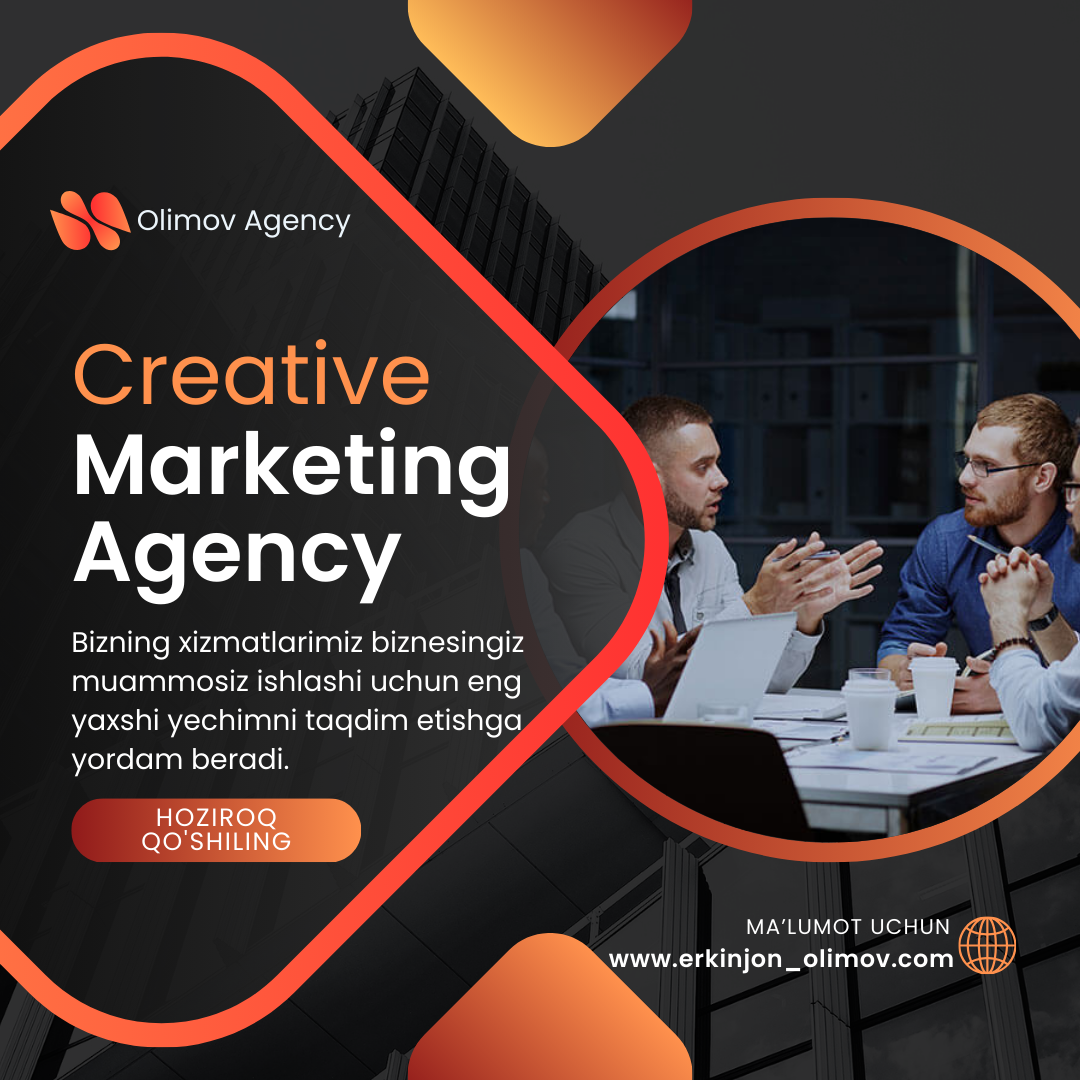 Olimov Agency
Creative
Marketing
Agency
Bizning xizmatlarimiz biznesingiz
muammosiz ishlashi uchun eng
yaxshi yechimni taqdim etishga
yordam beradi.
HOZIROQ
QO'SHILING
MA’LUMOT UCHUN
www.erkinjon_olimov.com